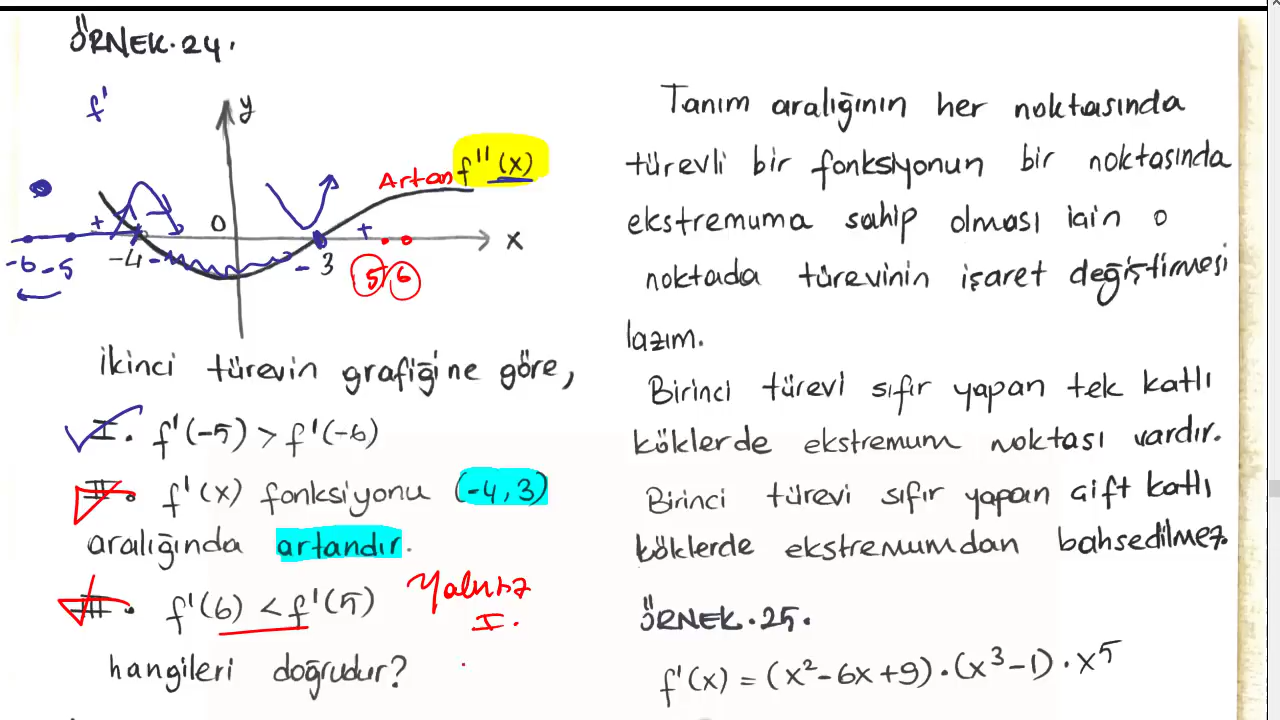 ÖRNEK.24.
f'
y
Artan f''(x)
+ 0 + x
-6 -5 -4 - - 3 5 6
İkinci türevin grafiğine göre,
I. f'(-5) > f'(-6)
II. f'(x) fonksiyonu (-4,3)
aralığında artandır.
III. f'(6) < f'(5)
Yalnız
I.
hangileri doğrudur?
Tanım aralığının her noktasında
türevli bir fonksiyonun bir noktasında
ekstremuma sahip olması için o
noktada türevinin işaret değiştirmesi
lazım.
Birinci türevi sıfır yapan tek katlı
köklerde ekstremum noktası vardır.
Birinci türevi sıfır yapan çift katlı
köklerde ekstremumdan bahsedilmez.
ÖRNEK.25.
f'(x) = (x² - 6x + 9) . (x³ - 1) . x⁵